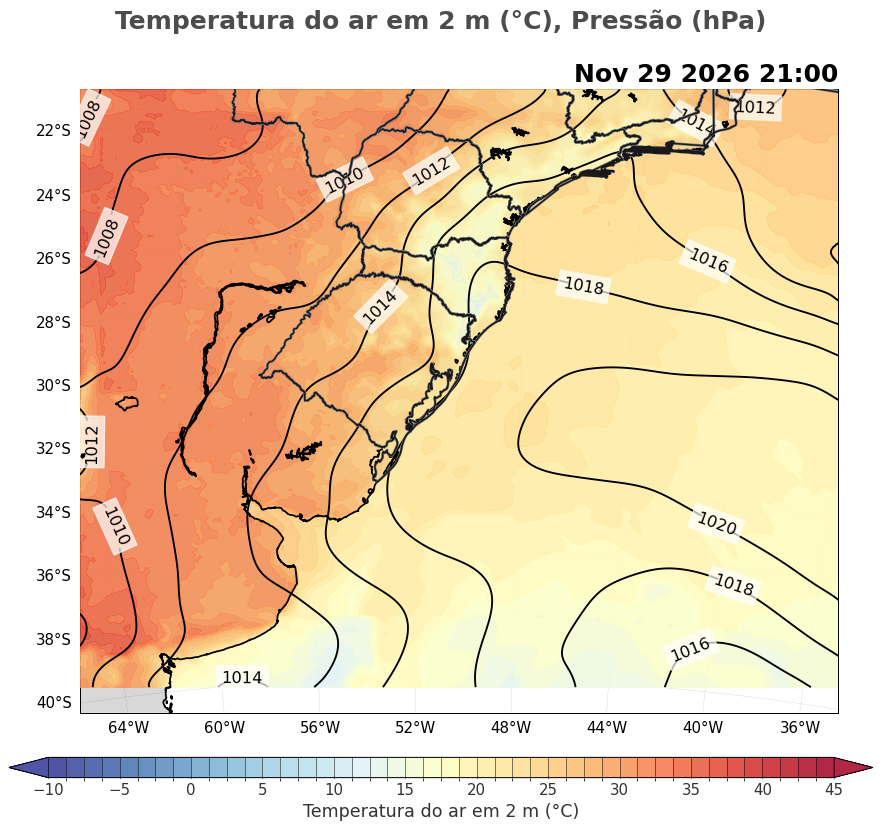 Temperatura do ar em 2 m (°C), Pressão (hPa)
Nov 29 2026 21:00
1008
1014
1012
22°S
1010
1012
24°S
1008
1016
26°S
1018
1014
28°S
30°S
1012
32°S
1010
1020
34°S
36°S
1018
38°S
1016
1014
40°S
64°W 60°W 56°W 52°W 48°W 44°W 40°W 36°W
−10 −5 0 5 10 15 20 25 30 35 40 45
Temperatura do ar em 2 m (°C)